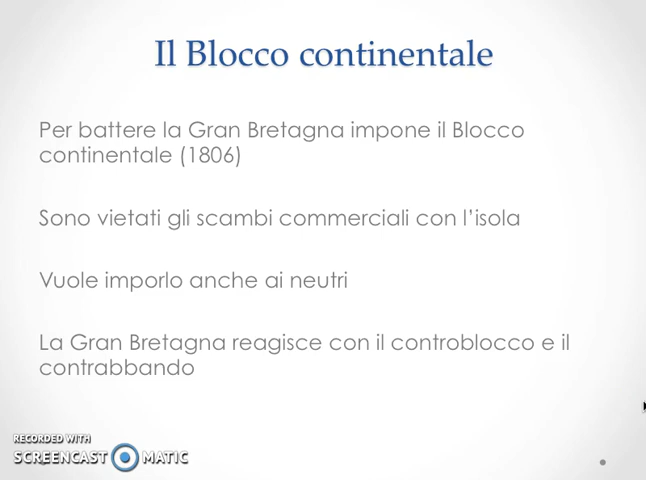 Il Blocco continentale
Per battere la Gran Bretagna impone il Blocco
continentale (1806)
Sono vietati gli scambi commerciali con l'isola
Vuole imporlo anche ai neutri
La Gran Bretagna reagisce con il controblocco e il
contrabbando
RECORDED WITH
SCREENCAST MATIC